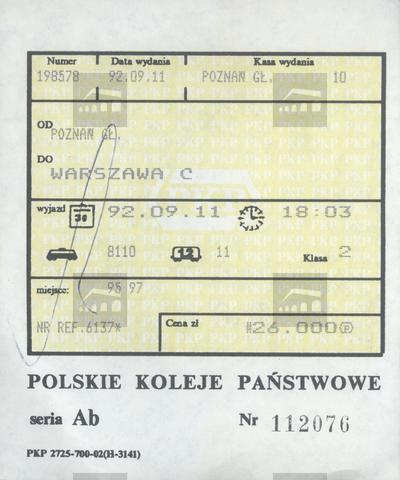 Numer Data wydania Kasa wydania
198578 92.09.11 POZNAŃ GŁ. 10
OD
POZNAŃ GŁ.
DO
WARSZAWA C
wyjazd 92.09.11 18:03
8110 11 Klasa 2
miejsce: 95 97
NR REF.6137* Cena zł #26.000
POLSKIE KOLEJE PAŃSTWOWE
seria Ab Nr 112076
PKP 2725-700-02(H-3141)